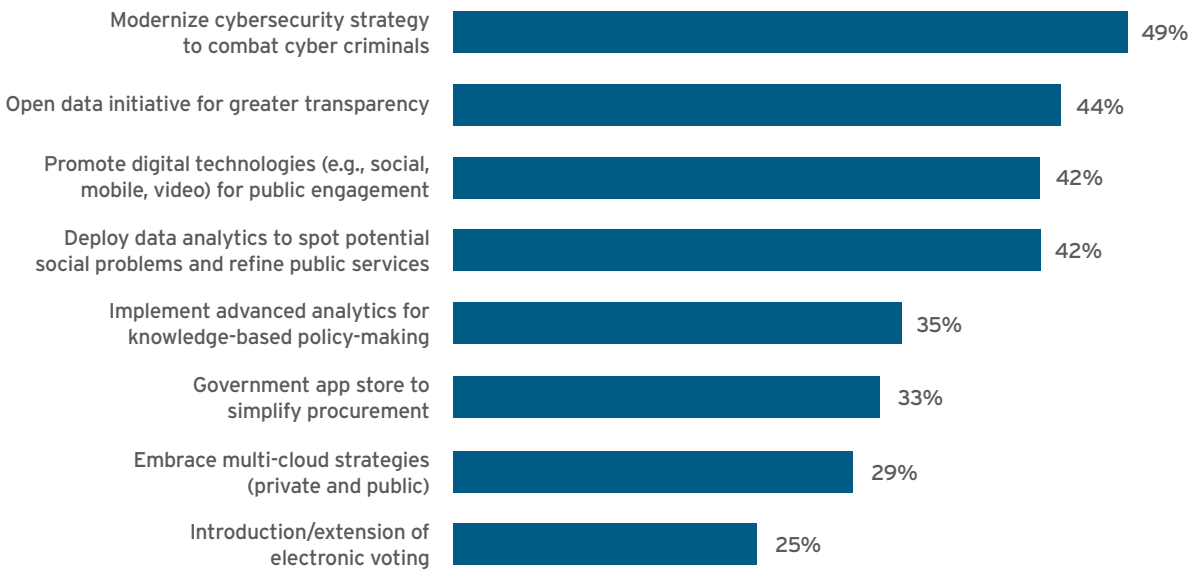 Modernize cybersecurity strategy
to combat cyber criminals
49%
Open data initiative for greater transparency
44%
Promote digital technologies (e.g., social,
mobile, video) for public engagement
42%
Deploy data analytics to spot potential
social problems and refine public services
42%
Implement advanced analytics for
knowledge-based policy-making
35%
Government app store to
simplify procurement
33%
Embrace multi-cloud strategies
(private and public)
29%
Introduction/extension of
electronic voting
25%